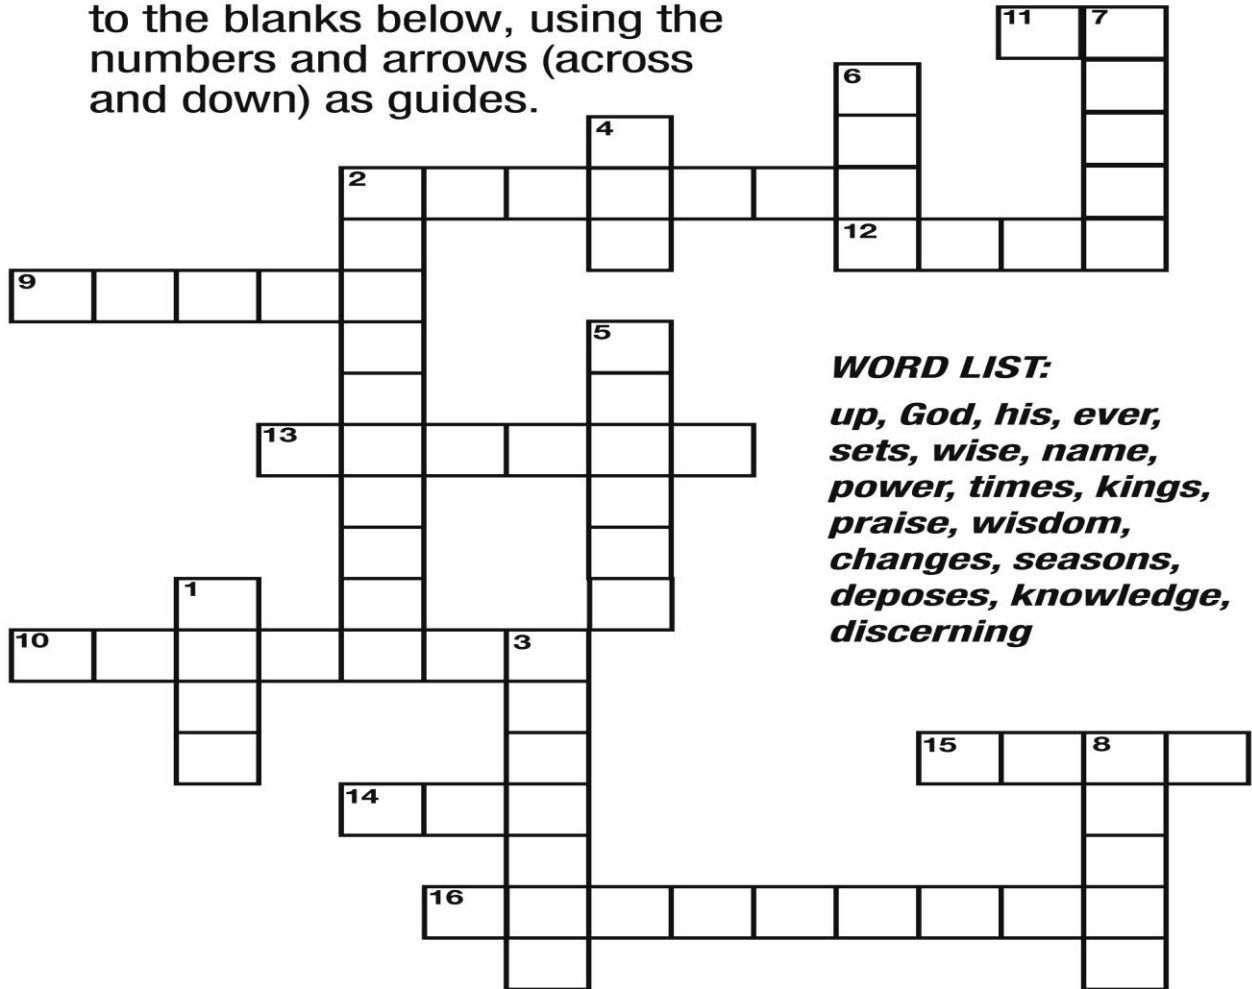 to the blanks below, using the
numbers and arrows (across
and down) as guides.
11 7
6
4
2
12
9
5
WORD LIST:
up, God, his, ever,
sets, wise, name,
13
power, times, kings,
praise, wisdom,
changes, seasons,
1
deposes, knowledge,
10 3
discerning
15 8
14
16